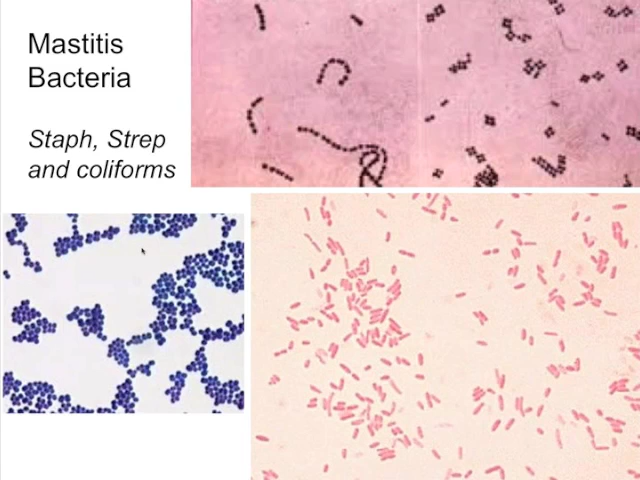 Mastitis
Bacteria
Staph, Strep
and coliforms